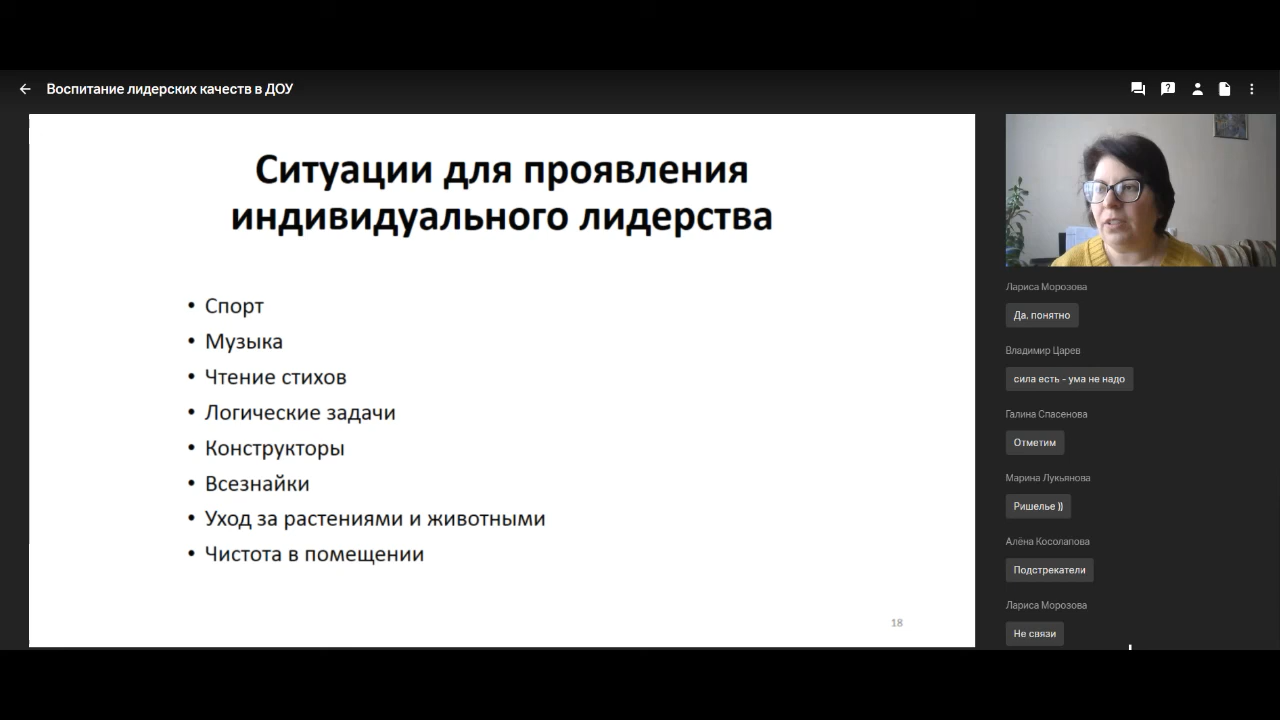 Воспитание лидерских качеств в ДОУ
Ситуации для проявления
индивидуального лидерства
• Спорт
• Музыка
• Чтение стихов
• Логические задачи
• Конструкторы
• Всезнайки
• Уход за растениями и животными
• Чистота в помещении
18
Лариса Морозова
Да, понятно
Владимир Царев
сила есть - ума не надо
Галина Спасенова
Отметим
Марина Лукьянова
Ришелье ))
Алёна Косолапова
Подстрекатели
Лариса Морозова
Не связи